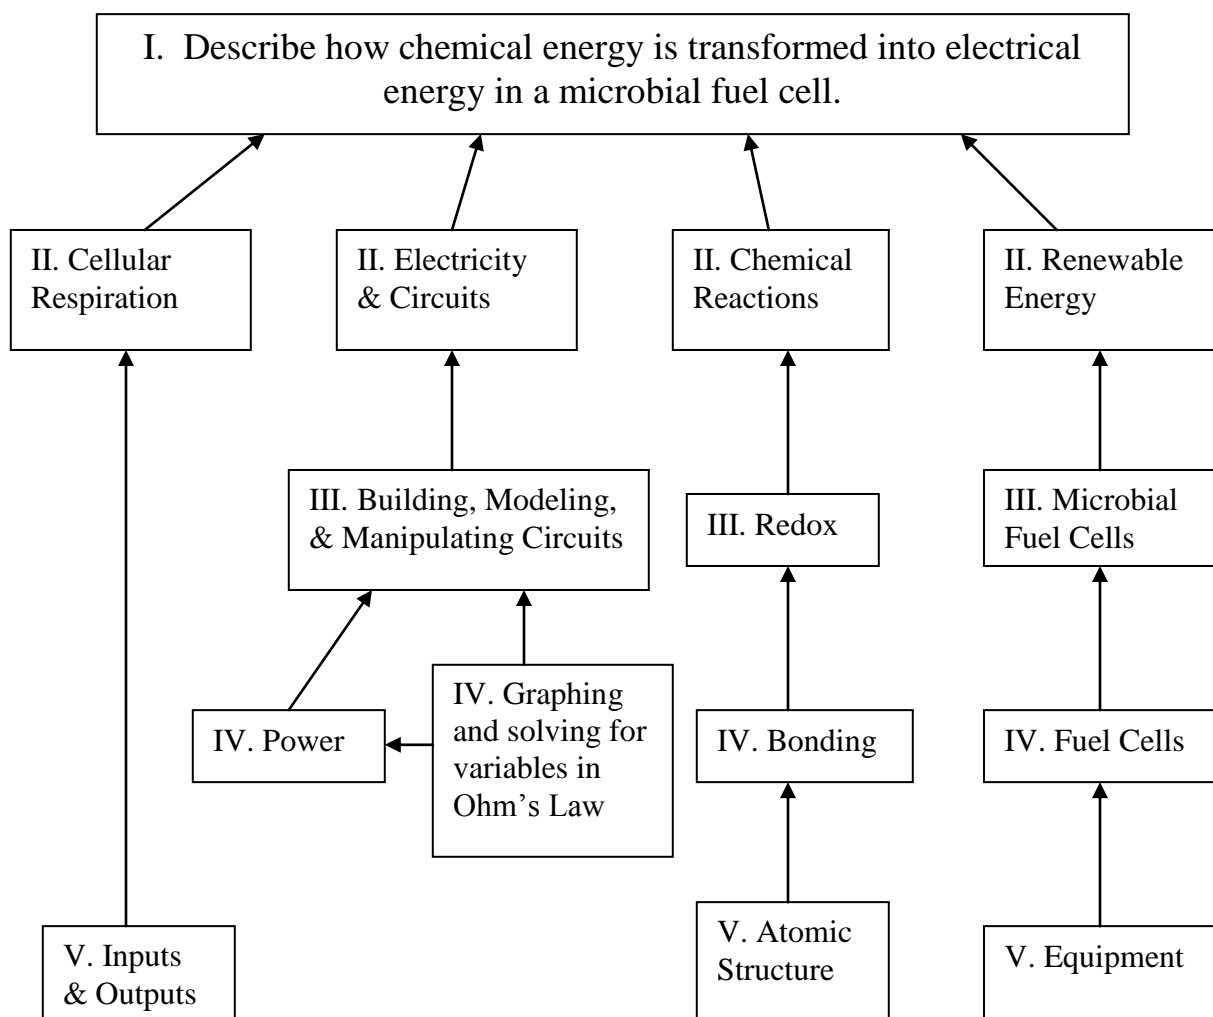 I.  Describe how chemical energy is transformed into electrical
energy in a microbial fuel cell.
II. Cellular
Respiration
II. Electricity
& Circuits
II. Chemical
Reactions
II. Renewable
Energy
III. Building, Modeling,
& Manipulating Circuits
III. Redox
III. Microbial
Fuel Cells
IV. Power
IV. Graphing
and solving for
variables in
Ohm’s Law
IV. Bonding
IV. Fuel Cells
V. Inputs
& Outputs
V. Atomic
Structure
V. Equipment